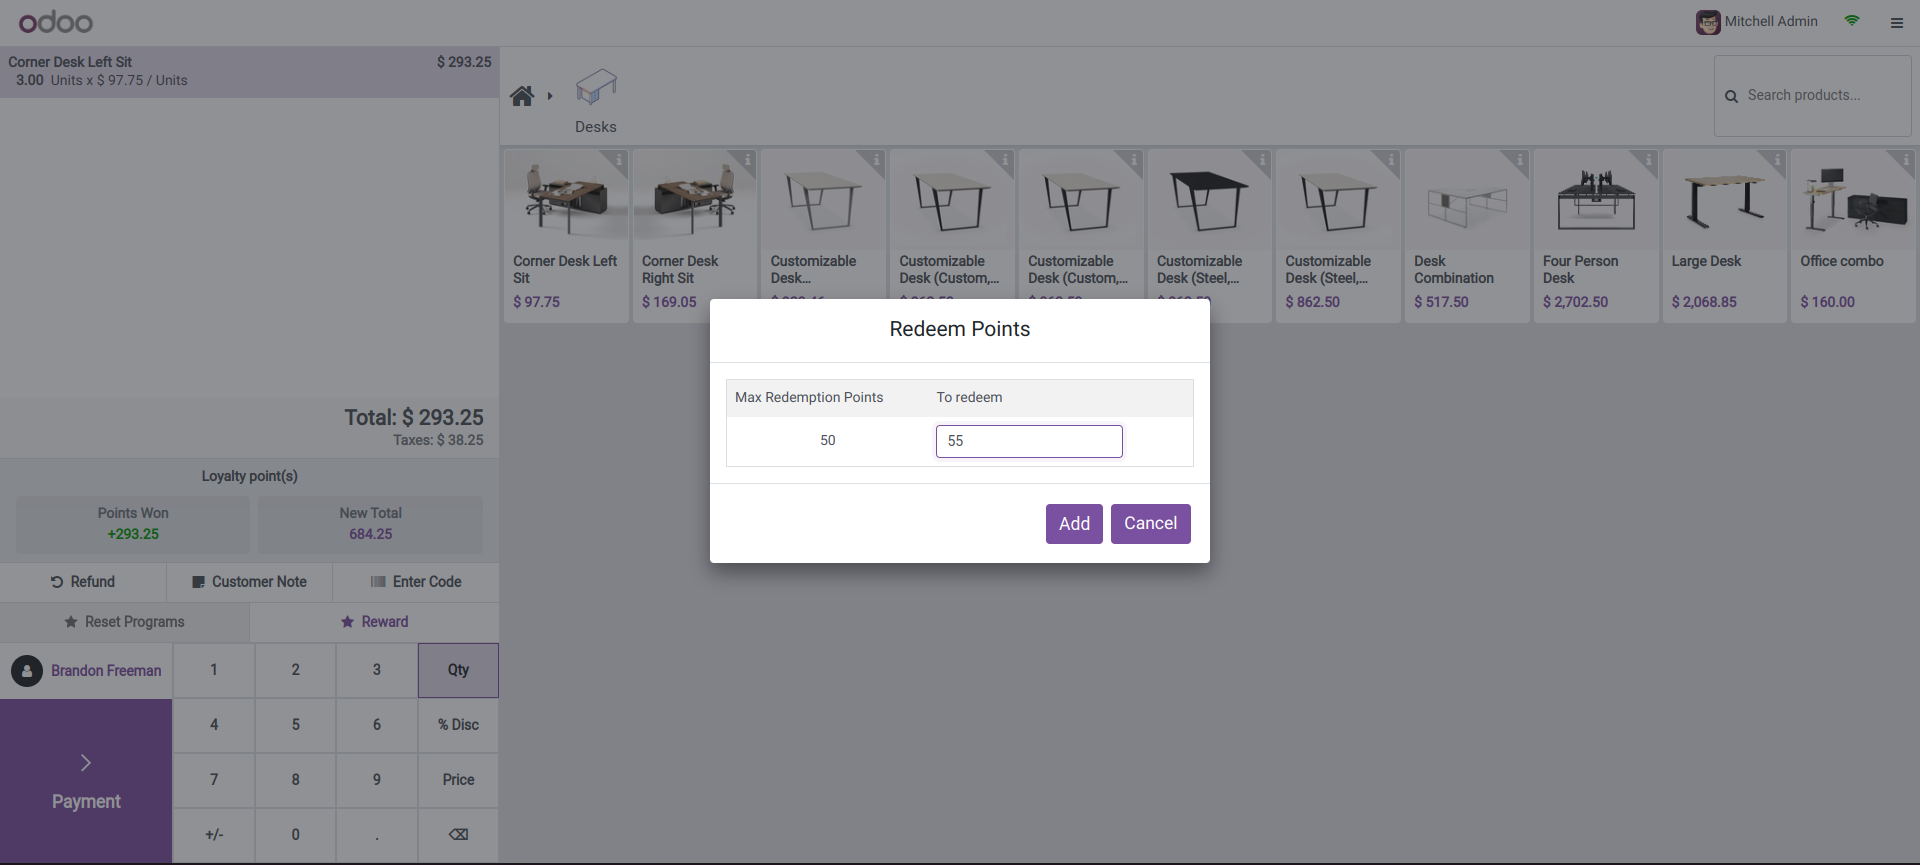 odoo
Mitchell Admin
Corner Desk Left Sit $ 293.25
3.00 Units x $ 97.75 / Units
Desks
Search products...
Corner Desk Left Sit
$ 97.75
Corner Desk Right Sit
$ 169.05
Customizable Desk...
Customizable Desk (Custom,...
Customizable Desk (Custom,...
Customizable Desk (Steel,...
Customizable Desk (Steel,...
$ 862.50
Desk Combination
$ 517.50
Four Person Desk
$ 2,702.50
Large Desk
$ 2,068.85
Office combo
$ 160.00
Redeem Points
Max Redemption Points To redeem
50 55
Add Cancel
Total: $ 293.25
Taxes: $ 38.25
Loyalty point(s)
Points Won New Total
+293.25 684.25
Refund Customer Note Enter Code
Reset Programs Reward
Brandon Freeman 1 2 3 Qty
4 5 6 % Disc
7 8 9 Price
Payment
+/- 0 .